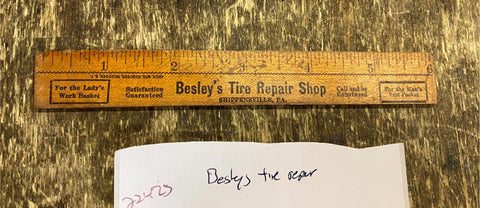 1 2 3 4 5 6
For the Lady's
Work Basket
Satisfaction
Guaranteed
Besley's Tire Repair Shop
SHIPPENSVILLE, PA.
Call and be
Convinced
For the Man's
Vest Pocket
Besleys tire repair